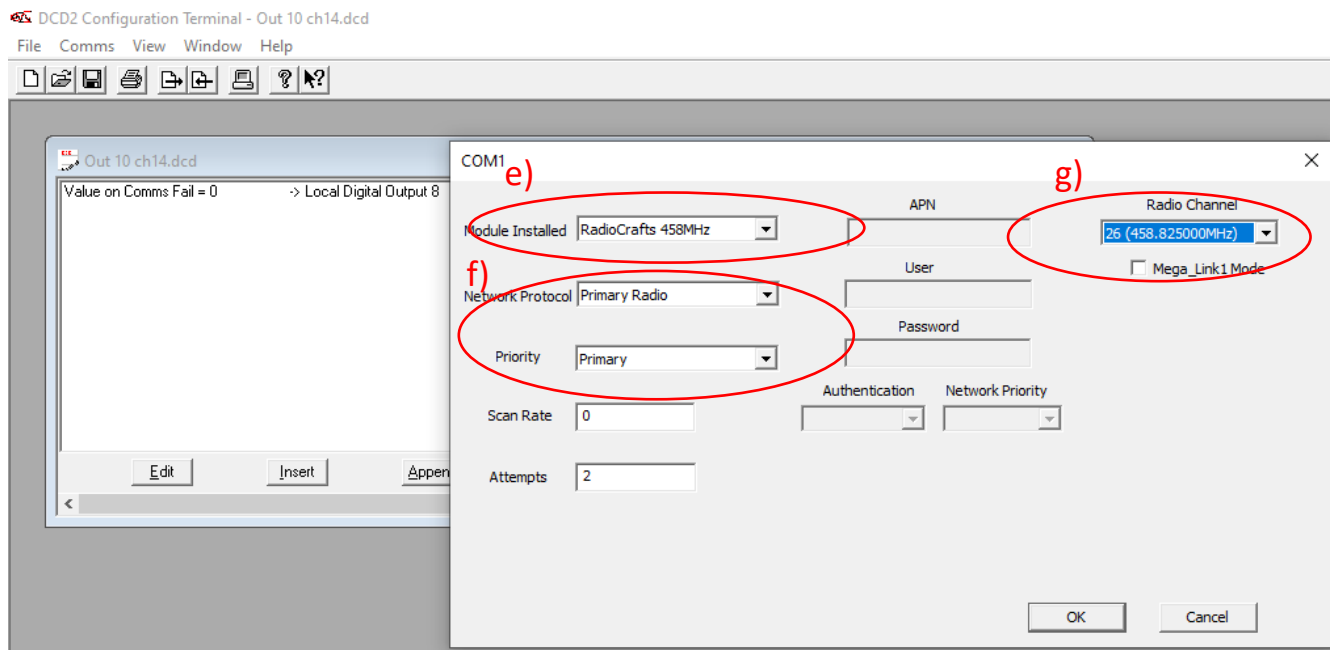 DCD2 Configuration Terminal - Out 10 ch14.dcd
File Comms View Window Help
Out 10 ch14.dcd
Value on Comms Fail = 0 -> Local Digital Output 8
Edit Insert Appen
COM1
e)
Module Installed RadioCrafts 458MHz
f)
Network Protocol Primary Radio
Priority Primary
Scan Rate 0
Attempts 2
APN
User
Password
Authentication Network Priority
g)
Radio Channel
26 (458.825000MHz)
Mega_Link1 Mode
OK Cancel